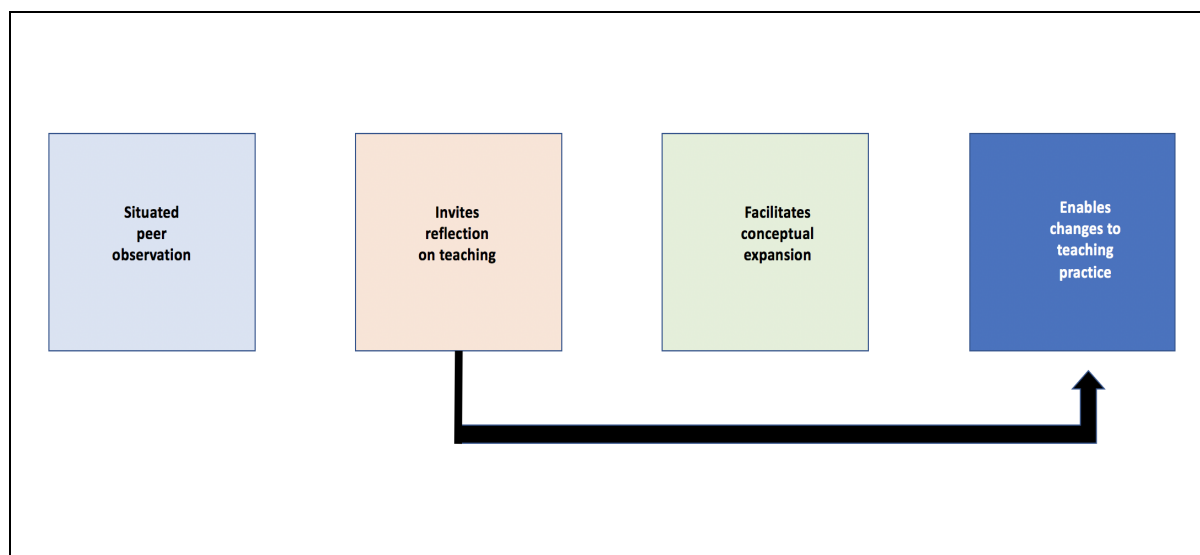 Situated
peer
observation
Invites
reflection
on teaching
Facilitates
conceptual
expansion
Enables
changes to
teaching
practice